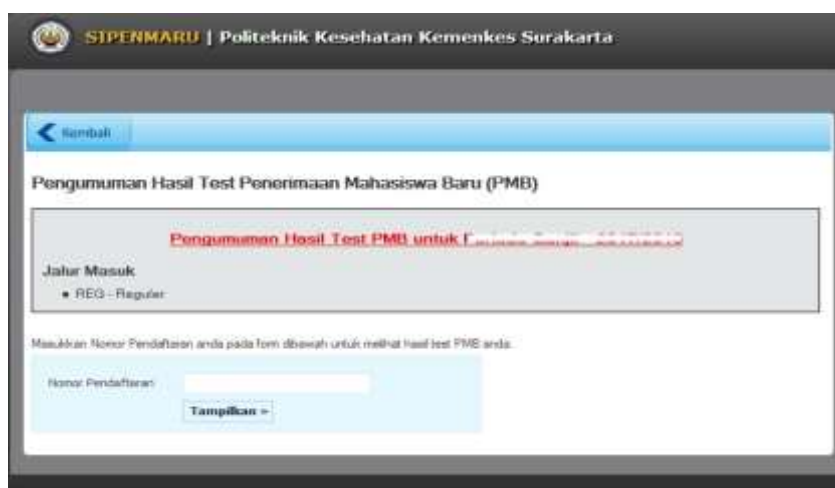 SIPENMARU | Politeknik Kesehatan Kemenkes Surakarta
Kembali
Pengumuman Hasil Test Penerimaan Mahasiswa Baru (PMB)
Pengumuman Hasil Test PMB untuk
Jalur Masuk
• REG - Reguler
Masukkan Nomor Pendaftaran anda pada form dibawah untuk melihat hasil test PMB anda.
Nomor Pendaftaran
Tampilkan »